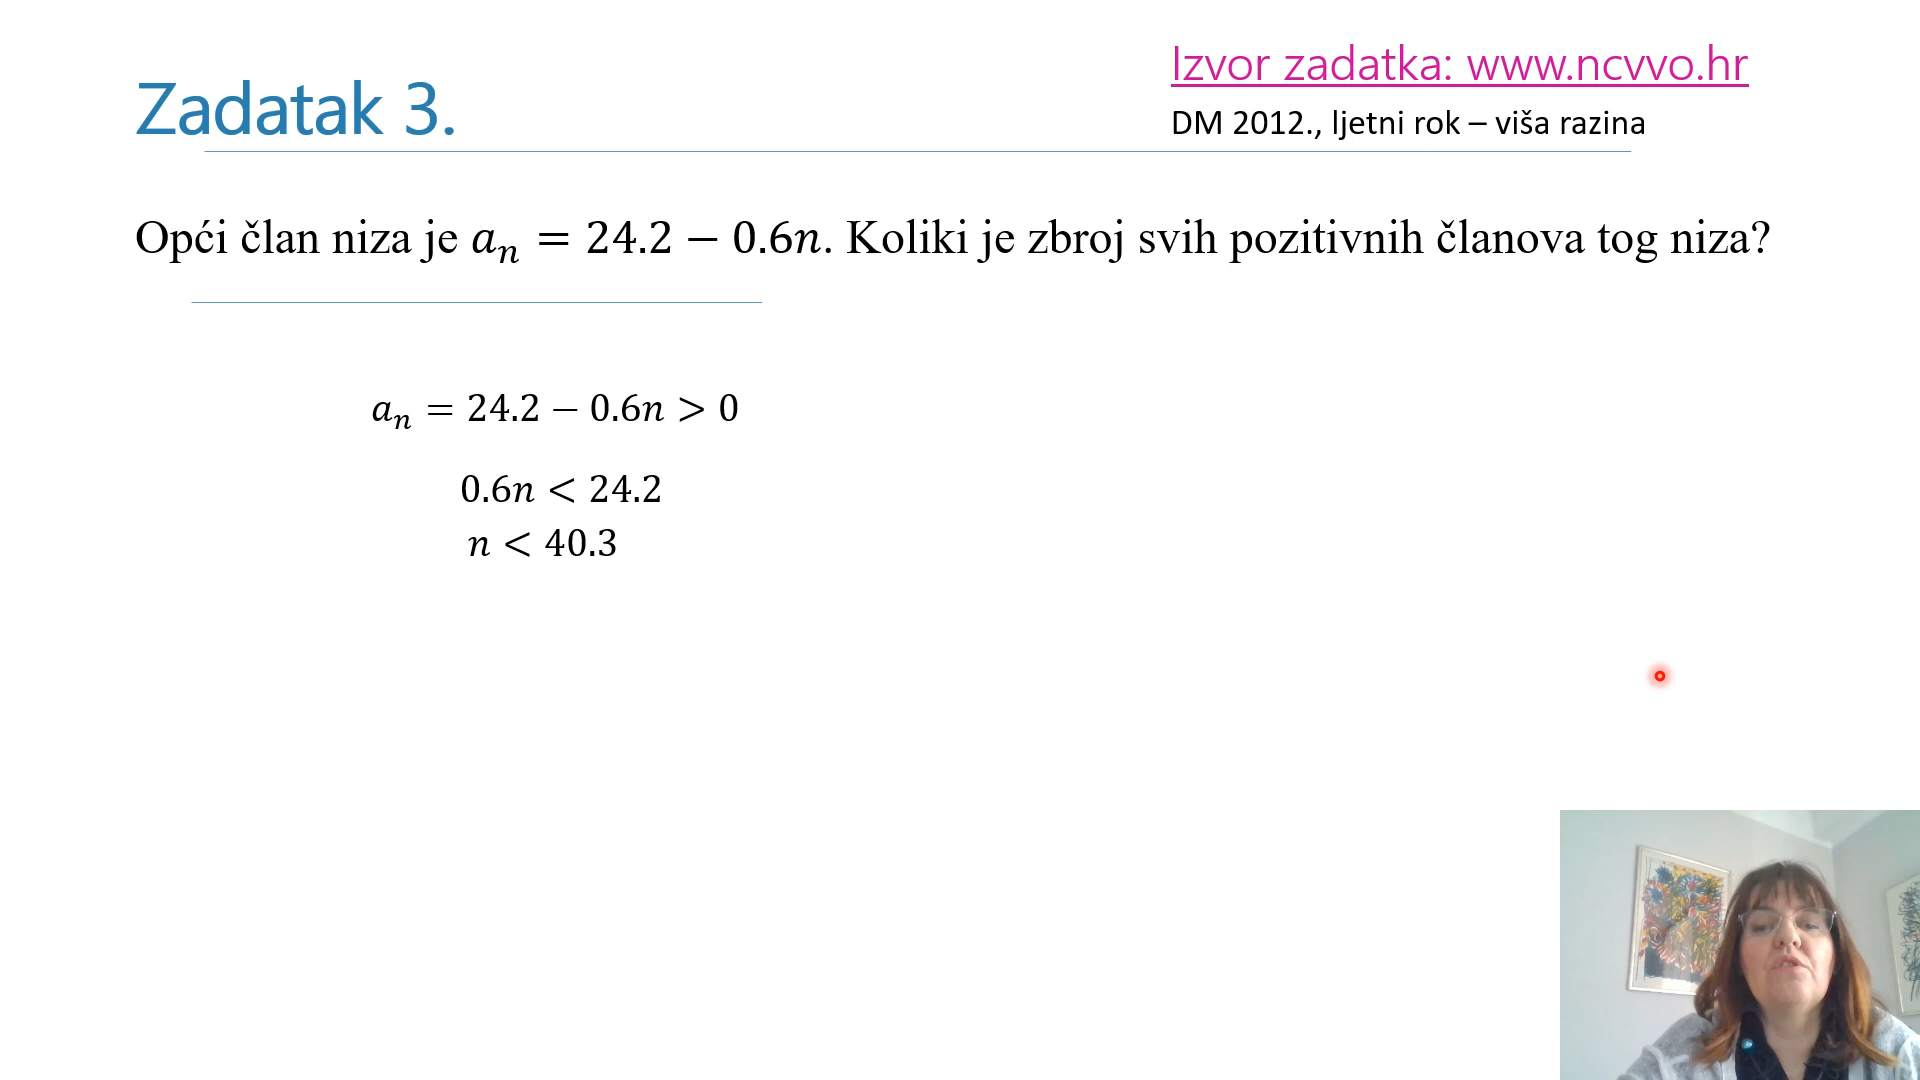 Zadatak 3.
Izvor zadatka: www.ncvvo.hr
DM 2012., ljetni rok – viša razina
Opći član niza je aₙ = 24.2 − 0.6n. Koliki je zbroj svih pozitivnih članova tog niza?
aₙ = 24.2 − 0.6n > 0
0.6n < 24.2
n < 40.3